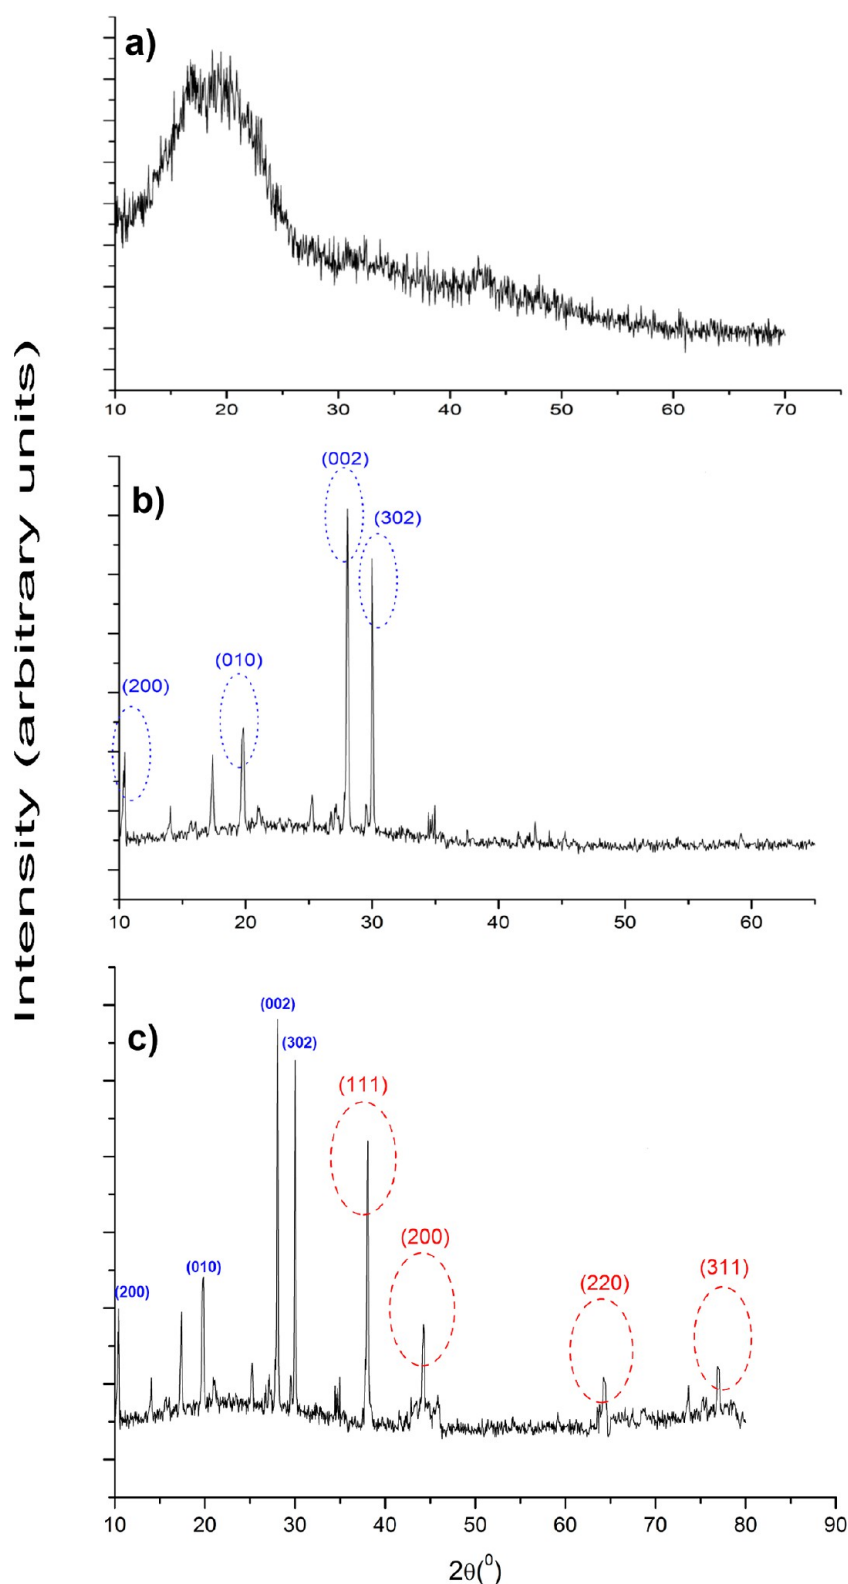 Intensity (arbitrary units)
a)
10 20 30 40 50 60 70 75
b)
(002)
(302)
(010)
(200)
10 20 30 40 50 60
c)
(002)
(302)
(111)
(200)
(010)
(200)
(220)
(311)
10 20 30 40 50 60 70 80 90
2θ(⁰)